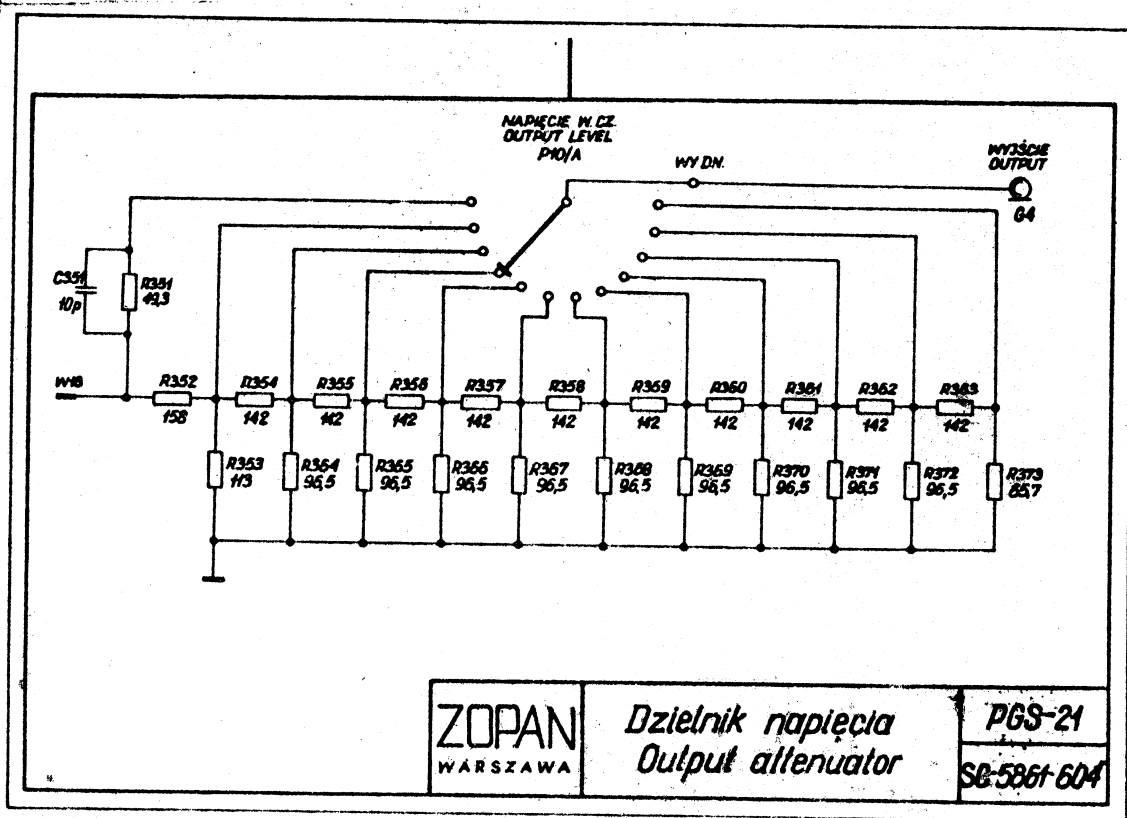 NAPIĘCIE W.CZ.
OUTPUT LEVEL
P10/A
WY DN.
WYJŚCIE
OUTPUT
G4
C351
10p
R351
49,3
W18
R352
158
R354
142
R355
142
R356
142
R357
142
R358
142
R359
142
R360
142
R361
142
R362
142
R363
142
R353
113
R364
96,5
R365
96,5
R366
96,5
R367
96,5
R368
96,5
R369
96,5
R370
96,5
R371
96,5
R372
96,5
R373
85,7
ZOPAN
WARSZAWA
Dzielnik napięcia
Output attenuator
PGS-21
SC-5861-604